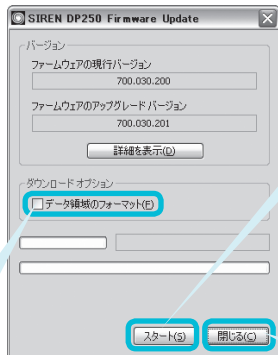 SIREN DP250 Firmware Update
バージョン
ファームウェアの現行バージョン
700.030.200
ファームウェアのアップグレードバージョン
700.030.201
詳細を表示(D)
ダウンロードオプション
データ領域のフォーマット(F)
スタート(S)
閉じる(C)